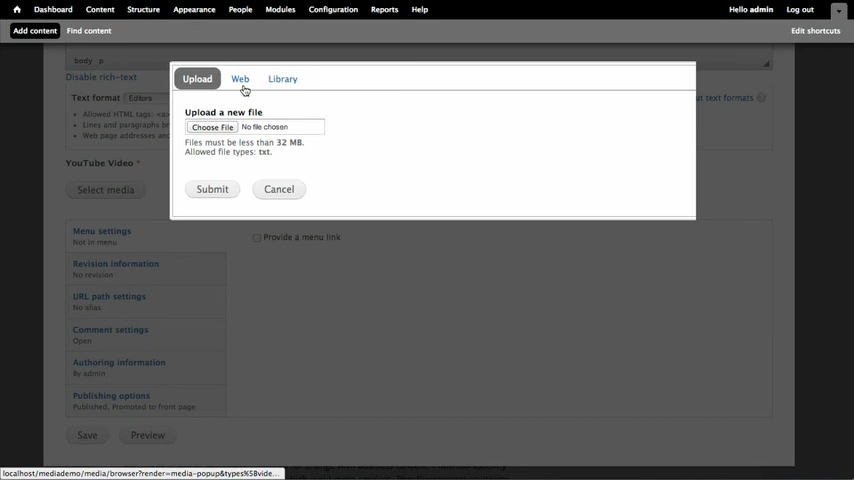 Dashboard Content Structure Appearance People Modules Configuration Reports Help Hello admin Log out
Add content Find content Edit shortcuts
body p
Disable rich-text
Text format Editors
text formats
Allowed HTML tags: <a>
Lines and paragraphs br
Web page addresses and
YouTube Video *
Select media
Upload Web Library
Upload a new file
Choose File No file chosen
Files must be less than 32 MB.
Allowed file types: txt.
Submit Cancel
Menu settings
Not in menu
Provide a menu link
Revision information
No revision
URL path settings
No alias
Comment settings
Open
Authoring information
By admin
Publishing options
Published, Promoted to front page
Save Preview
localhost/mediademo/media/browser?render=media-popup&types%5Bvide...